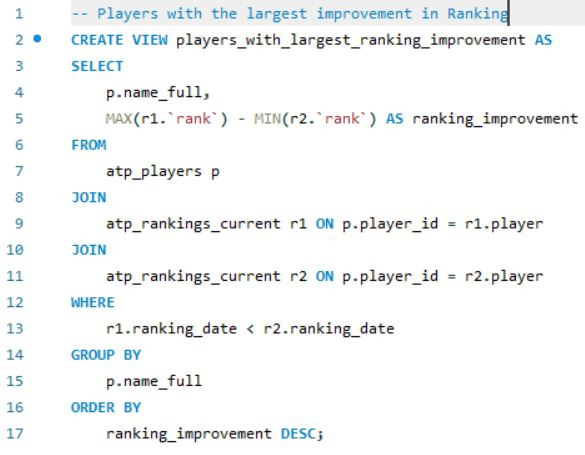 1 -- Players with the largest improvement in Ranking
2 CREATE VIEW players_with_largest_ranking_improvement AS
3 SELECT
4 p.name_full,
5 MAX(r1.`rank`) - MIN(r2.`rank`) AS ranking_improvement
6 FROM
7 atp_players p
8 JOIN
9 atp_rankings_current r1 ON p.player_id = r1.player
10 JOIN
11 atp_rankings_current r2 ON p.player_id = r2.player
12 WHERE
13 r1.ranking_date < r2.ranking_date
14 GROUP BY
15 p.name_full
16 ORDER BY
17 ranking_improvement DESC;